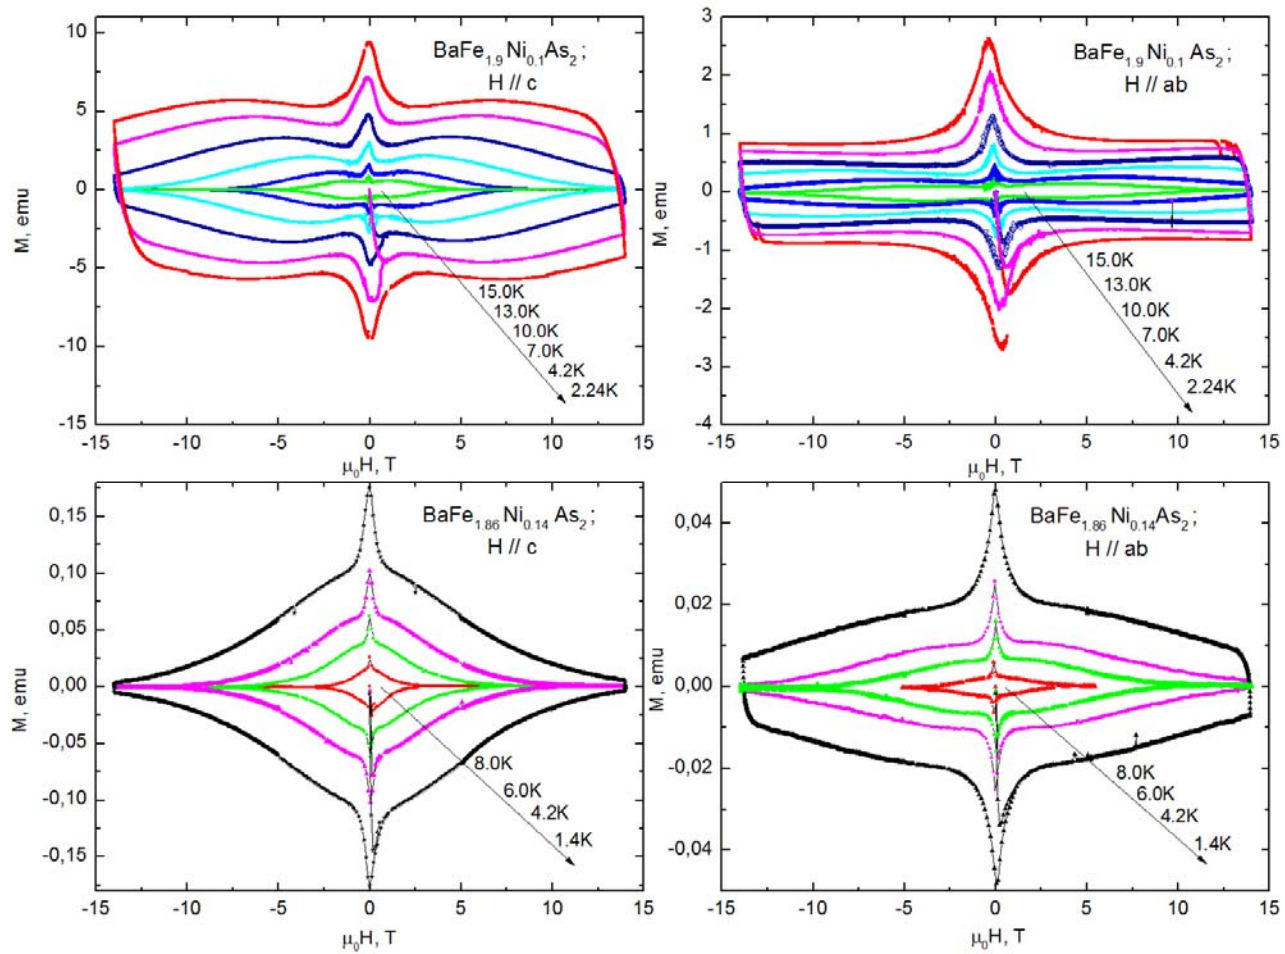 10
5
0
-5
-10
-15
M, emu
BaFe1.9Ni0.1As2;
H // c
15.0K
13.0K
10.0K
7.0K
4.2K
2.24K
-15 -10 -5 0 5 10 15
μ0H, T
3
2
1
0
-1
-2
-3
-4
M, emu
BaFe1.9Ni0.1As2;
H // ab
15.0K
13.0K
10.0K
7.0K
4.2K
2.24K
-15 -10 -5 0 5 10 15
μ0H, T
0,15
0,10
0,05
0,00
-0,05
-0,10
-0,15
M, emu
BaFe1.86Ni0.14As2;
H // c
8.0K
6.0K
4.2K
1.4K
-15 -10 -5 0 5 10 15
μ0H, T
0,04
0,02
0,00
-0,02
-0,04
M, emu
BaFe1.86Ni0.14As2;
H // ab
8.0K
6.0K
4.2K
1.4K
-15 -10 -5 0 5 10 15
μ0H, T